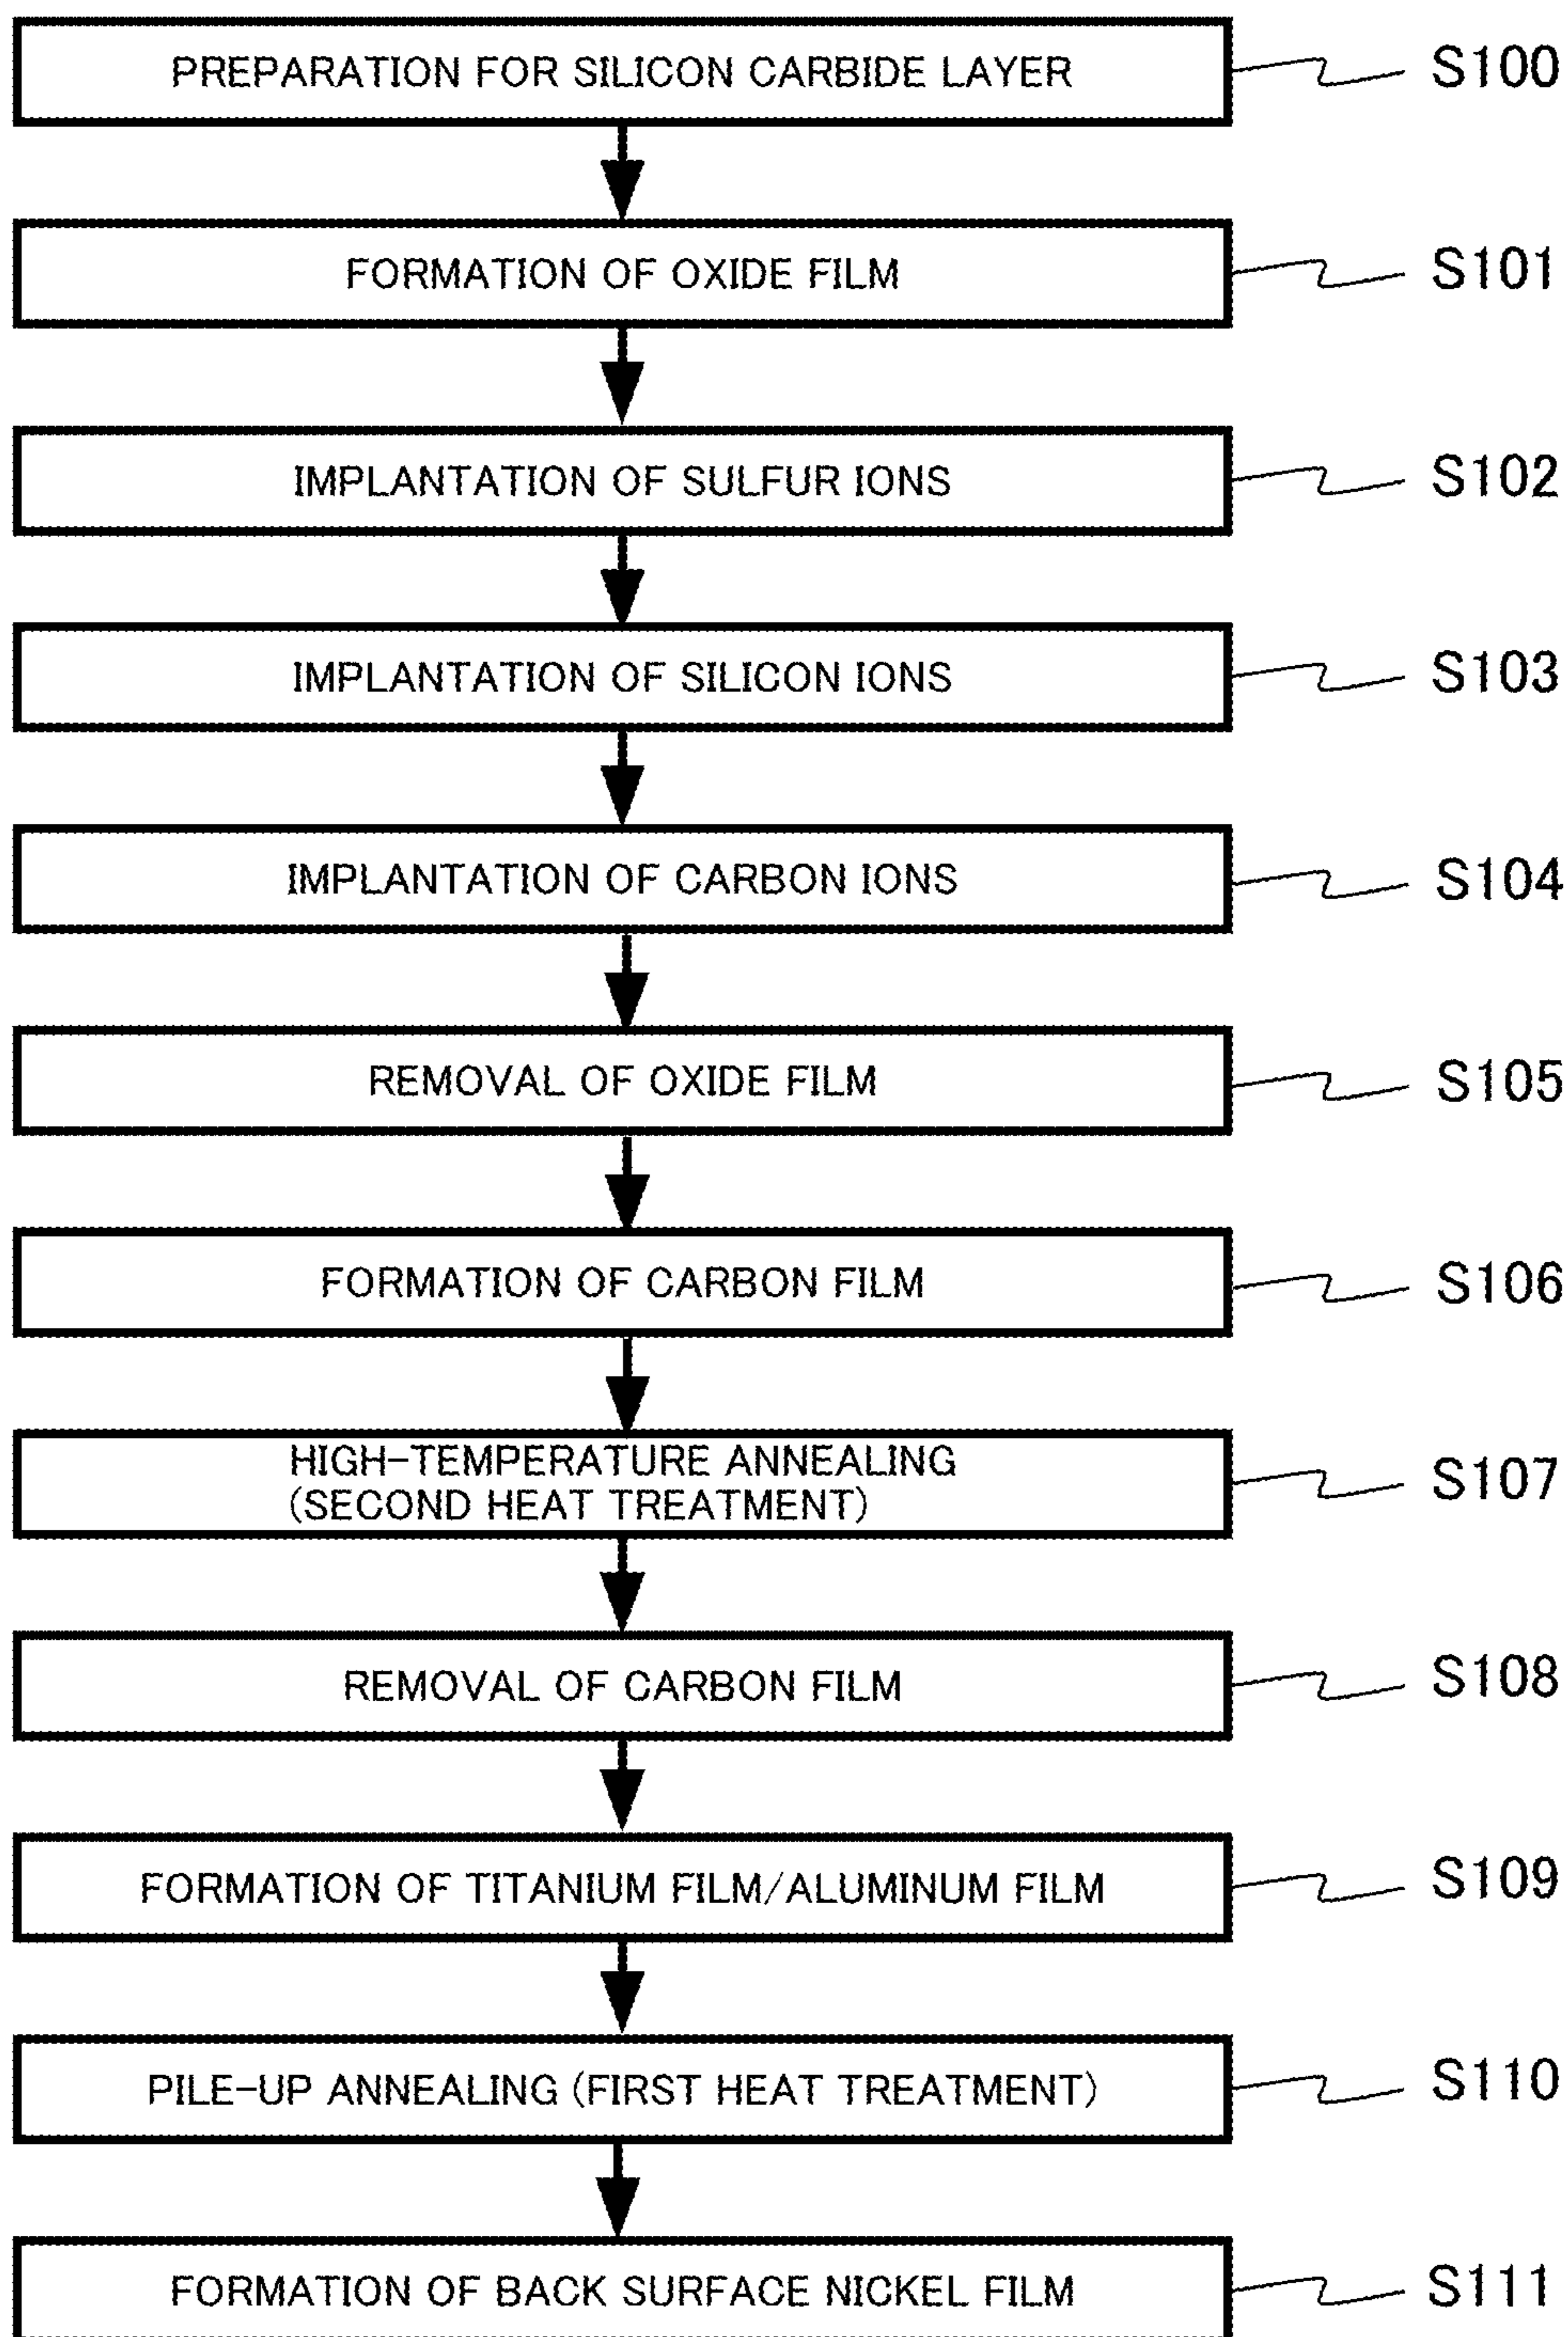 PREPARATION FOR SILICON CARBIDE LAYER S100
FORMATION OF OXIDE FILM S101
IMPLANTATION OF SULFUR IONS S102
IMPLANTATION OF SILICON IONS S103
IMPLANTATION OF CARBON IONS S104
REMOVAL OF OXIDE FILM S105
FORMATION OF CARBON FILM S106
HIGH-TEMPERATURE ANNEALING
(SECOND HEAT TREATMENT) S107
REMOVAL OF CARBON FILM S108
FORMATION OF TITANIUM FILM/ALUMINUM FILM S109
PILE-UP ANNEALING (FIRST HEAT TREATMENT) S110
FORMATION OF BACK SURFACE NICKEL FILM S111